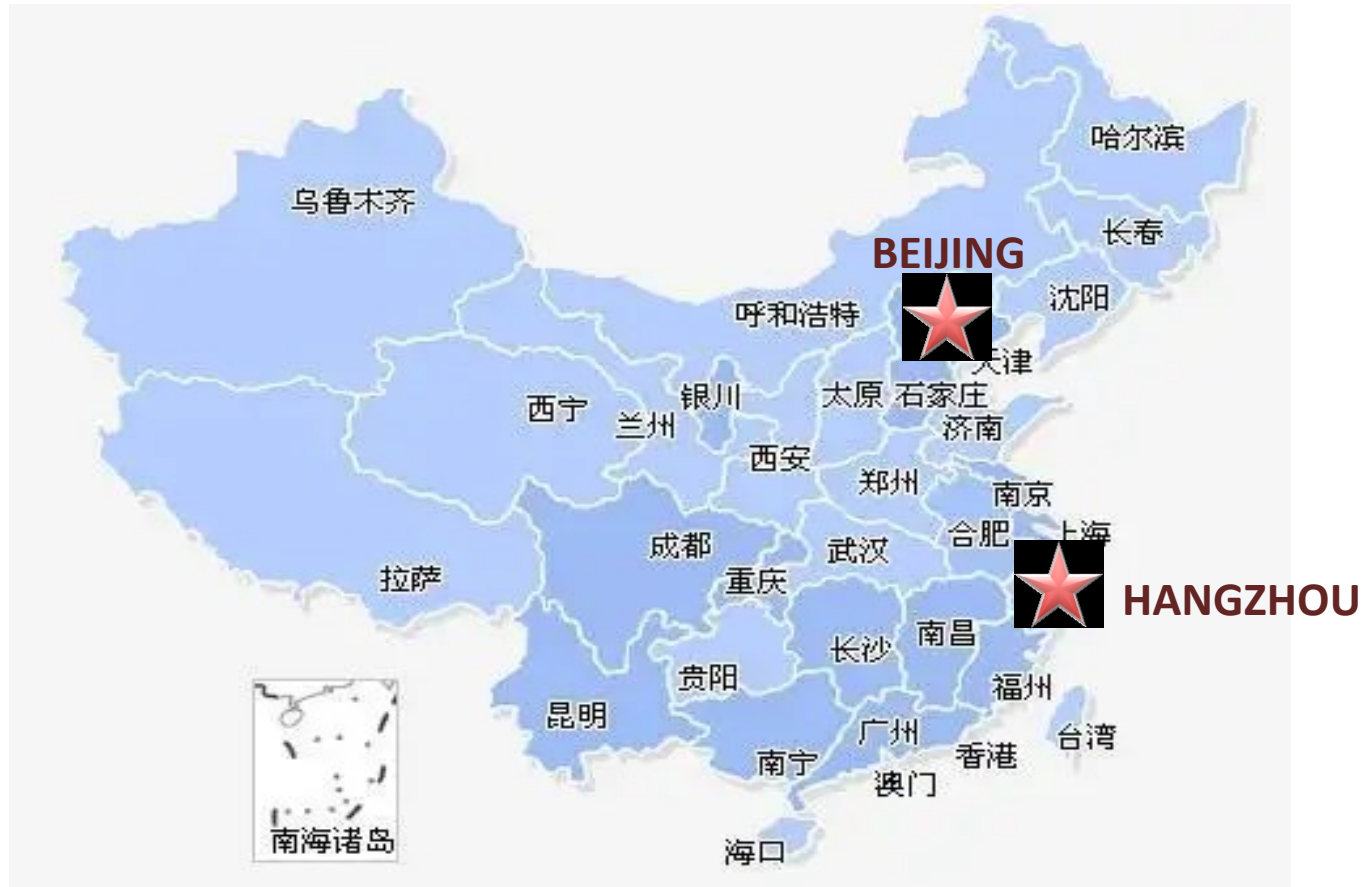 哈尔滨
乌鲁木齐
长春
BEIJING
沈阳
呼和浩特
天津
银川
太原
石家庄
西宁
兰州
济南
西安
郑州
南京
合肥
上海
成都
武汉
拉萨
重庆
HANGZHOU
南昌
长沙
贵阳
福州
昆明
广州
台湾
香港
南宁
澳门
南海诸岛
海口